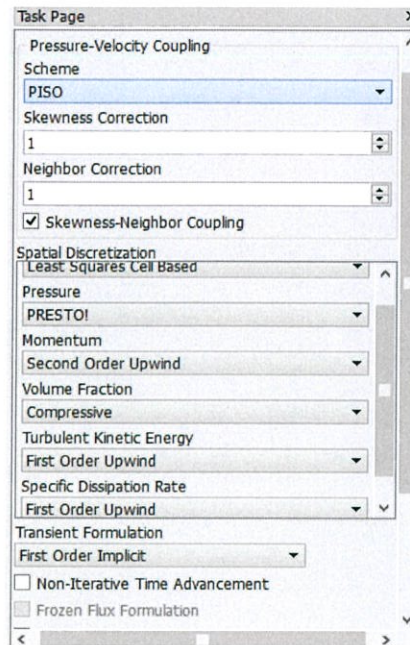 Task Page
Pressure-Velocity Coupling
Scheme
PISO
Skewness Correction
1
Neighbor Correction
1
Skewness-Neighbor Coupling
Spatial Discretization
Least Squares Cell Based
Pressure
PRESTO!
Momentum
Second Order Upwind
Volume Fraction
Compressive
Turbulent Kinetic Energy
First Order Upwind
Specific Dissipation Rate
First Order Upwind
Transient Formulation
First Order Implicit
Non-Iterative Time Advancement
Frozen Flux Formulation